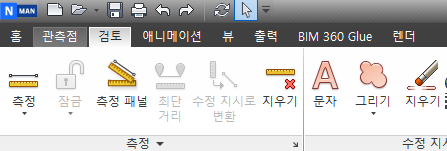 N MAN
홈 관측점 검토 애니메이션 뷰 출력 BIM 360 Glue 렌더
측정 잠금 측정 패널 최단 거리 수정 지시로 변환 지우기 문자 그리기 지우기
측정 수정 지시